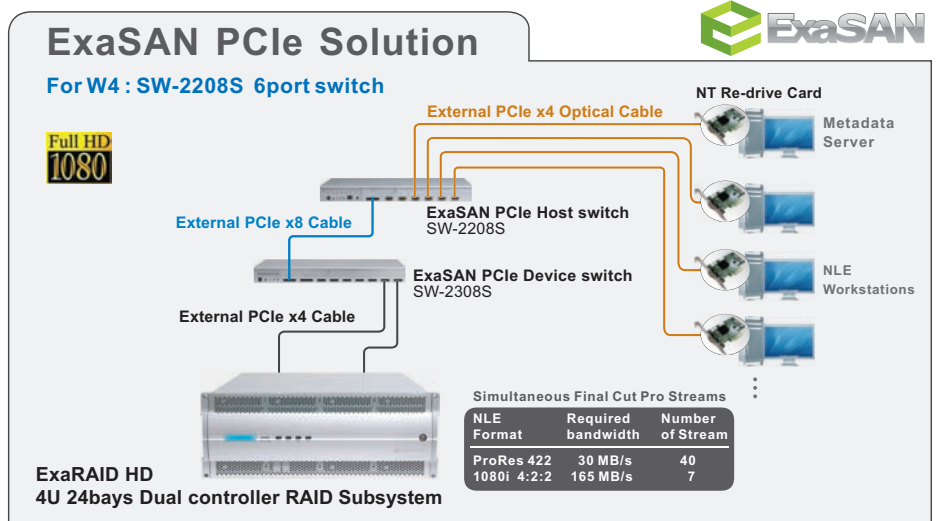 ExaSAN PCIe Solution
ExaSAN
For W4 : SW-2208S 6port switch
Full HD
1080
External PCIe x4 Optical Cable
NT Re-drive Card
Metadata
Server
ExaSAN PCIe Host switch
SW-2208S
External PCIe x8 Cable
ExaSAN PCIe Device switch
SW-2308S
NLE
Workstations
External PCIe x4 Cable
Simultaneous Final Cut Pro Streams
NLE Required Number
Format bandwidth of Stream
ProRes 422 30 MB/s 40
1080i 4:2:2 165 MB/s 7
ExaRAID HD
4U 24bays Dual controller RAID Subsystem